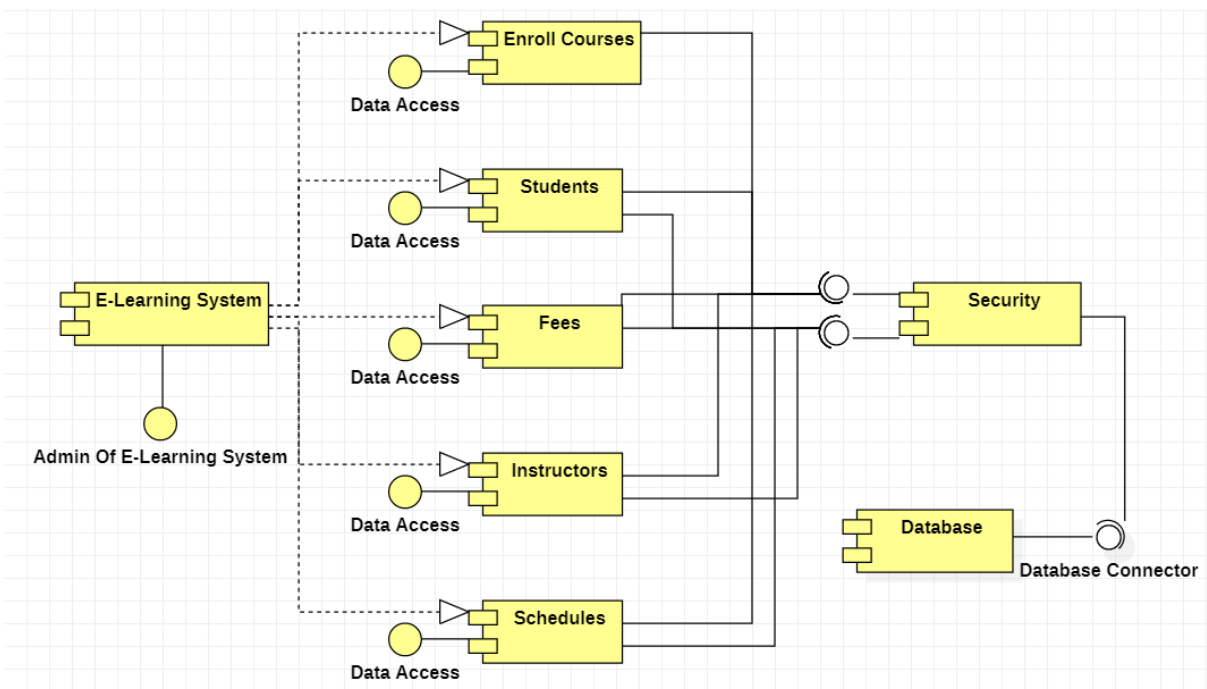 Enroll Courses
Data Access
Students
Data Access
E-Learning System
Security
Fees
Data Access
Admin Of E-Learning System
Instructors
Data Access
Database
Database Connector
Schedules
Data Access